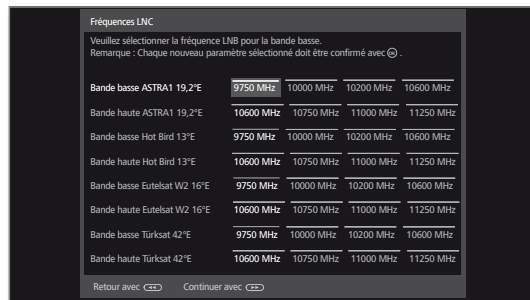 Fréquences LNC
Veuillez sélectionner la fréquence LNB pour la bande basse.
Remarque : Chaque nouveau paramètre sélectionné doit être confirmé avec OK .
Bande basse ASTRA1 19,2°E 9750 MHz 10000 MHz 10200 MHz 10600 MHz
Bande haute ASTRA1 19,2°E 10600 MHz 10750 MHz 11000 MHz 11250 MHz
Bande basse Hot Bird 13°E 9750 MHz 10000 MHz 10200 MHz 10600 MHz
Bande haute Hot Bird 13°E 10600 MHz 10750 MHz 11000 MHz 11250 MHz
Bande basse Eutelsat W2 16°E 9750 MHz 10000 MHz 10200 MHz 10600 MHz
Bande haute Eutelsat W2 16°E 10600 MHz 10750 MHz 11000 MHz 11250 MHz
Bande basse Türksat 42°E 9750 MHz 10000 MHz 10200 MHz 10600 MHz
Bande haute Türksat 42°E 10600 MHz 10750 MHz 11000 MHz 11250 MHz
Retour avec Continuer avec